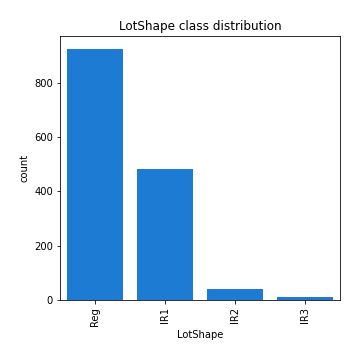 LotShape class distribution
count
800
600
400
200
0
Reg
IR1
IR2
IR3
LotShape